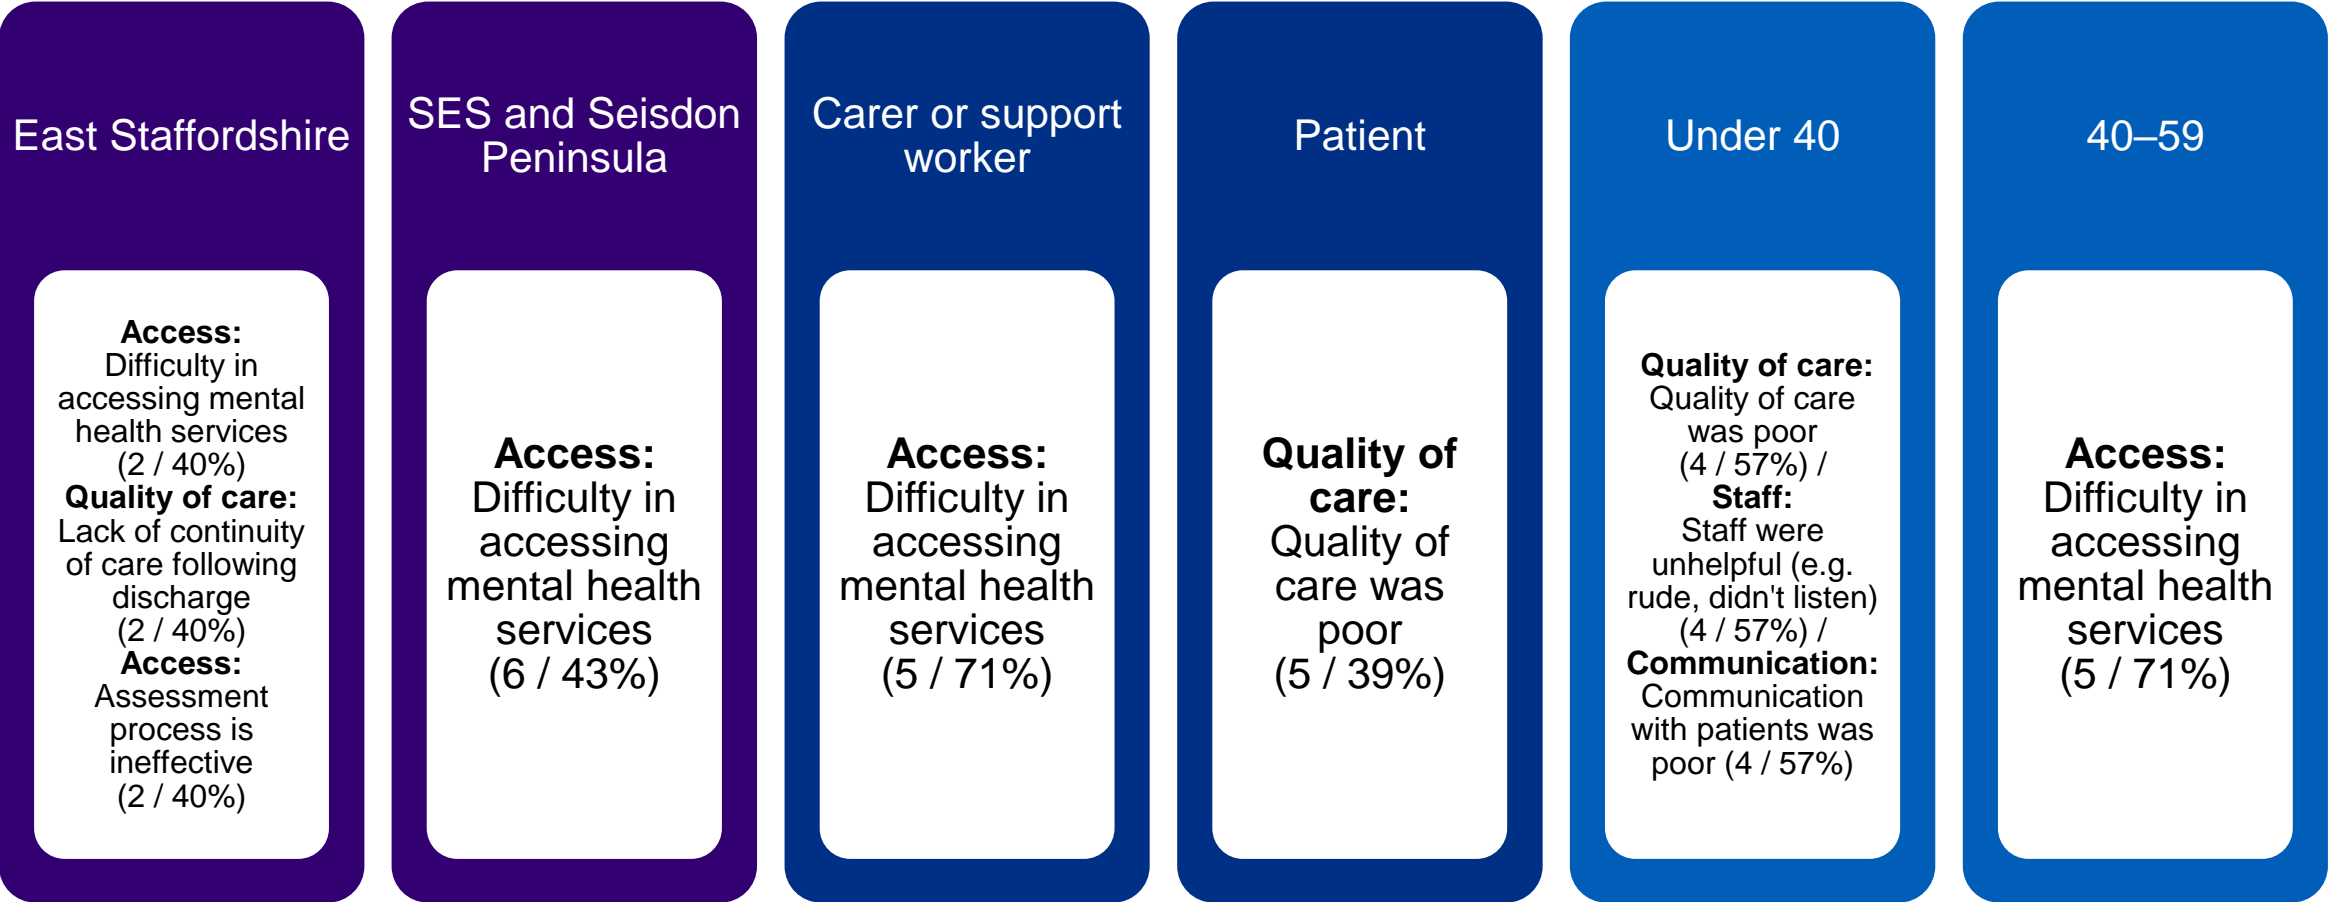 East Staffordshire
Access:
Difficulty in
accessing mental
health services
(2 / 40%)
Quality of care:
Lack of continuity
of care following
discharge
(2 / 40%)
Access:
Assessment
process is
ineffective
(2 / 40%)
SES and Seisdon
Peninsula
Access:
Difficulty in
accessing
mental health
services
(6 / 43%)
Carer or support
worker
Access:
Difficulty in
accessing
mental health
services
(5 / 71%)
Patient
Quality of
care:
Quality of
care was
poor
(5 / 39%)
Under 40
Quality of care:
Quality of care
was poor
(4 / 57%) /
Staff:
Staff were
unhelpful (e.g.
rude, didn't listen)
(4 / 57%) /
Communication:
Communication
with patients was
poor (4 / 57%)
40–59
Access:
Difficulty in
accessing
mental health
services
(5 / 71%)